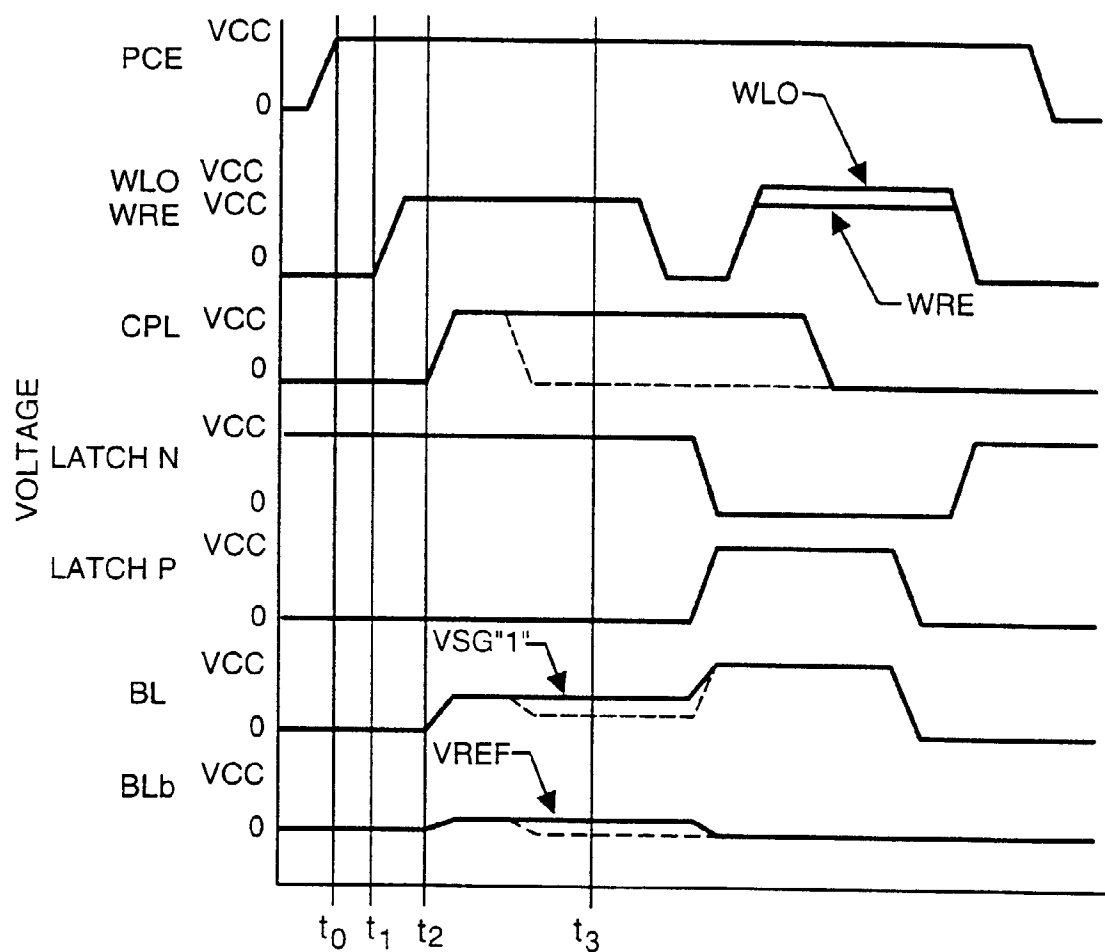 VCC
PCE
0
WLO
VCC
WLO
VCC
WRE
0
WRE
VCC
CPL
0
VOLTAGE
VCC
LATCH N
0
VCC
LATCH P
0
VSG"1"
VCC
BL
0
VREF
VCC
BLb
0
t0 t1 t2 t3